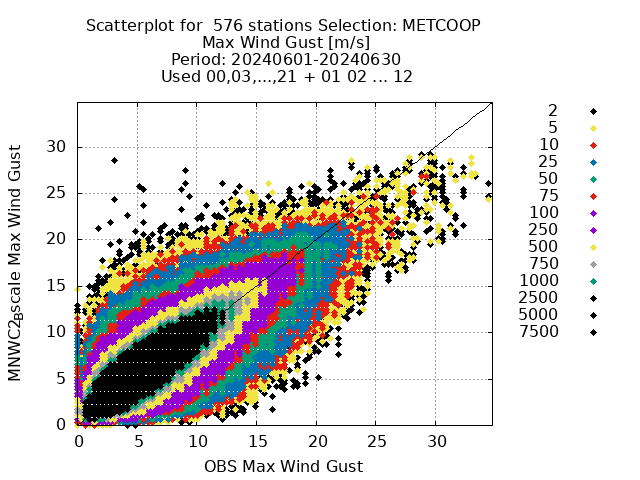 Scatterplot for  576 stations Selection: METCOOP
Max Wind Gust [m/s]
Period: 20240601-20240630
Used 00,03,...,21 + 01 02 ... 12
MNWC2
scale Max Wind Gust
30
25
20
15
10
5
0
0 5 10 15 20 25 30
OBS Max Wind Gust
2
5
10
25
50
75
100
250
500
750
1000
2500
5000
7500